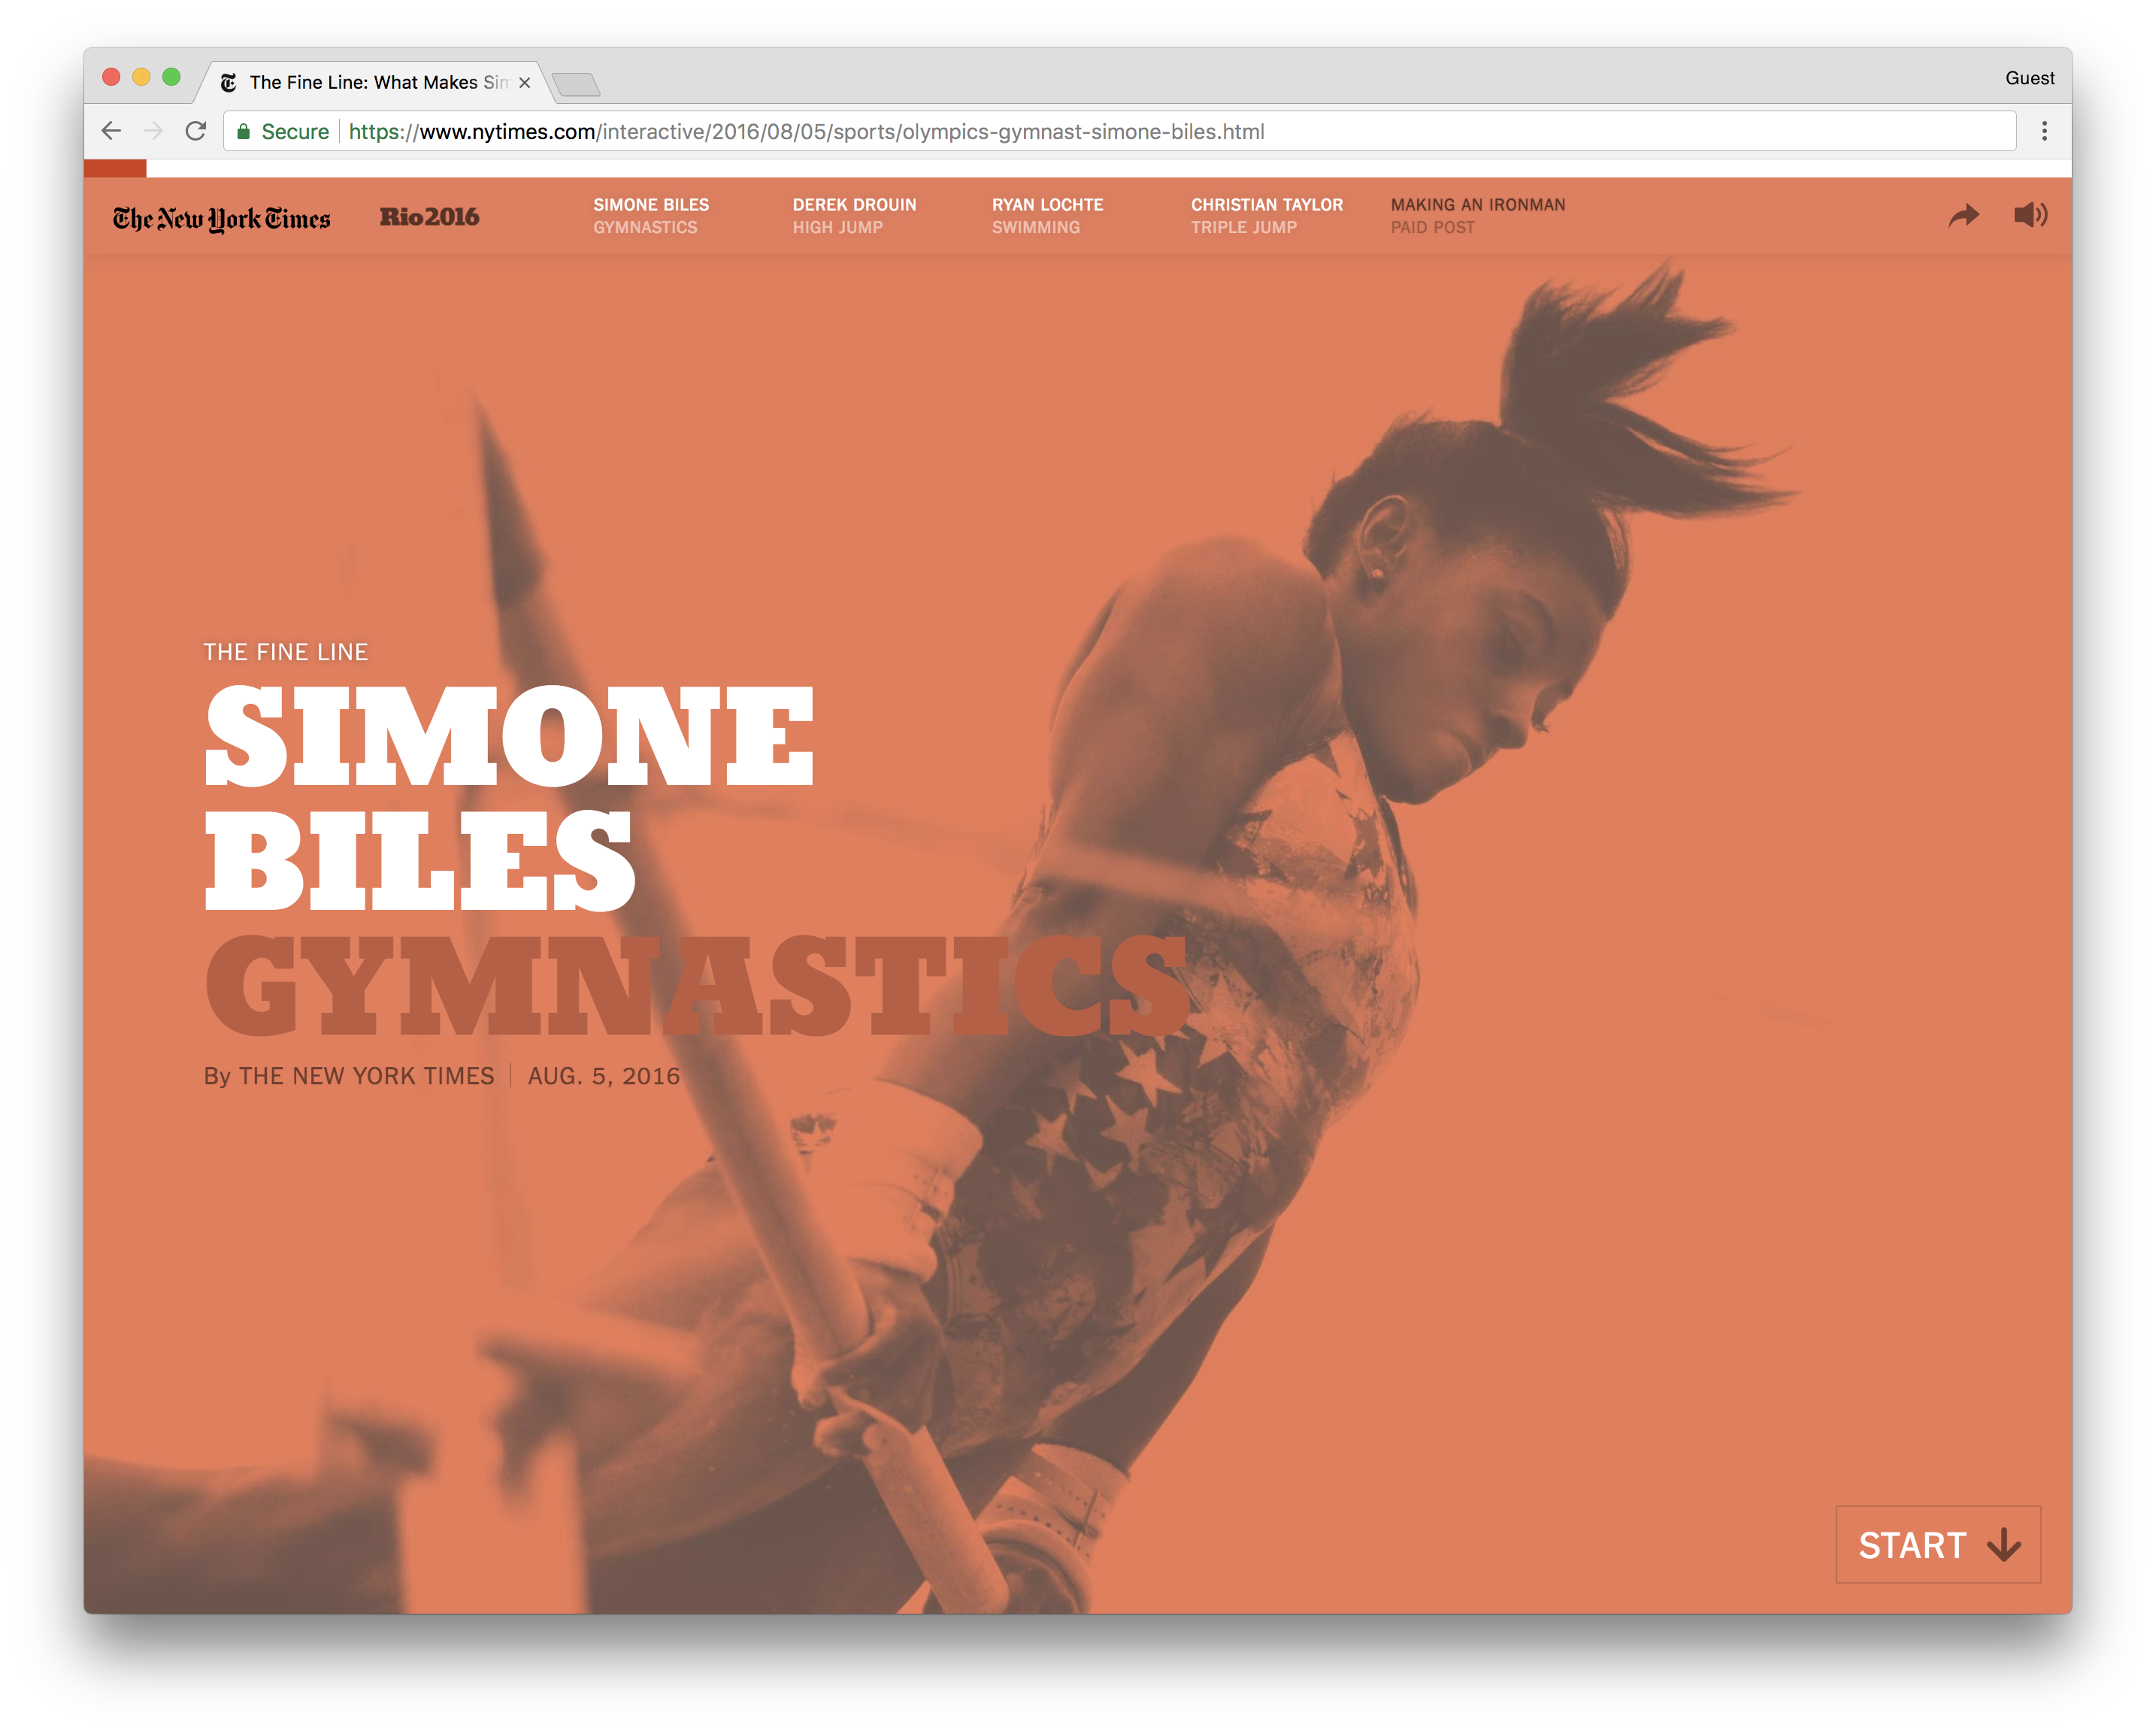 The Fine Line: What Makes Sim
Guest
Secure https://www.nytimes.com/interactive/2016/08/05/sports/olympics-gymnast-simone-biles.html
The New York Times
Rio2016
SIMONE BILES
GYMNASTICS
DEREK DROUIN
HIGH JUMP
RYAN LOCHTE
SWIMMING
CHRISTIAN TAYLOR
TRIPLE JUMP
MAKING AN IRONMAN
PAID POST
THE FINE LINE
SIMONE
BILES
GYMNASTICS
By THE NEW YORK TIMES | AUG. 5, 2016
START